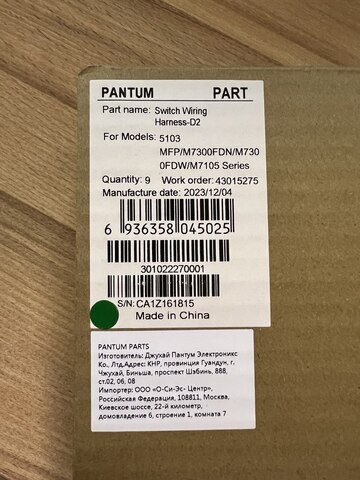 PANTUM PART
Part name: Switch Wiring
Harness-D2
For Models: 5103
MFP/M7300FDN/M730
0FDW/M7105 Series
Quantity: 9 Work order: 43015275
Manufacture date: 2023/12/04
6 936358 045025
301022270001
S/N: CA1Z161815
Made in China
PANTUM PARTS
Изготовитель: Джухай Пантум Электроникс
Ко., Лтд.Адрес: КНР, провинция Гуандун, г.
Чжухай, Биньша, проспект Шэбинь, 888,
ст.02, 06, 08
Импортер: ООО «О-Си-Эс- Центр»,
Российская Федерация, 108811, Москва,
Киевское шоссе, 22-й километр,
домовладение 6, строение 1, комната 7